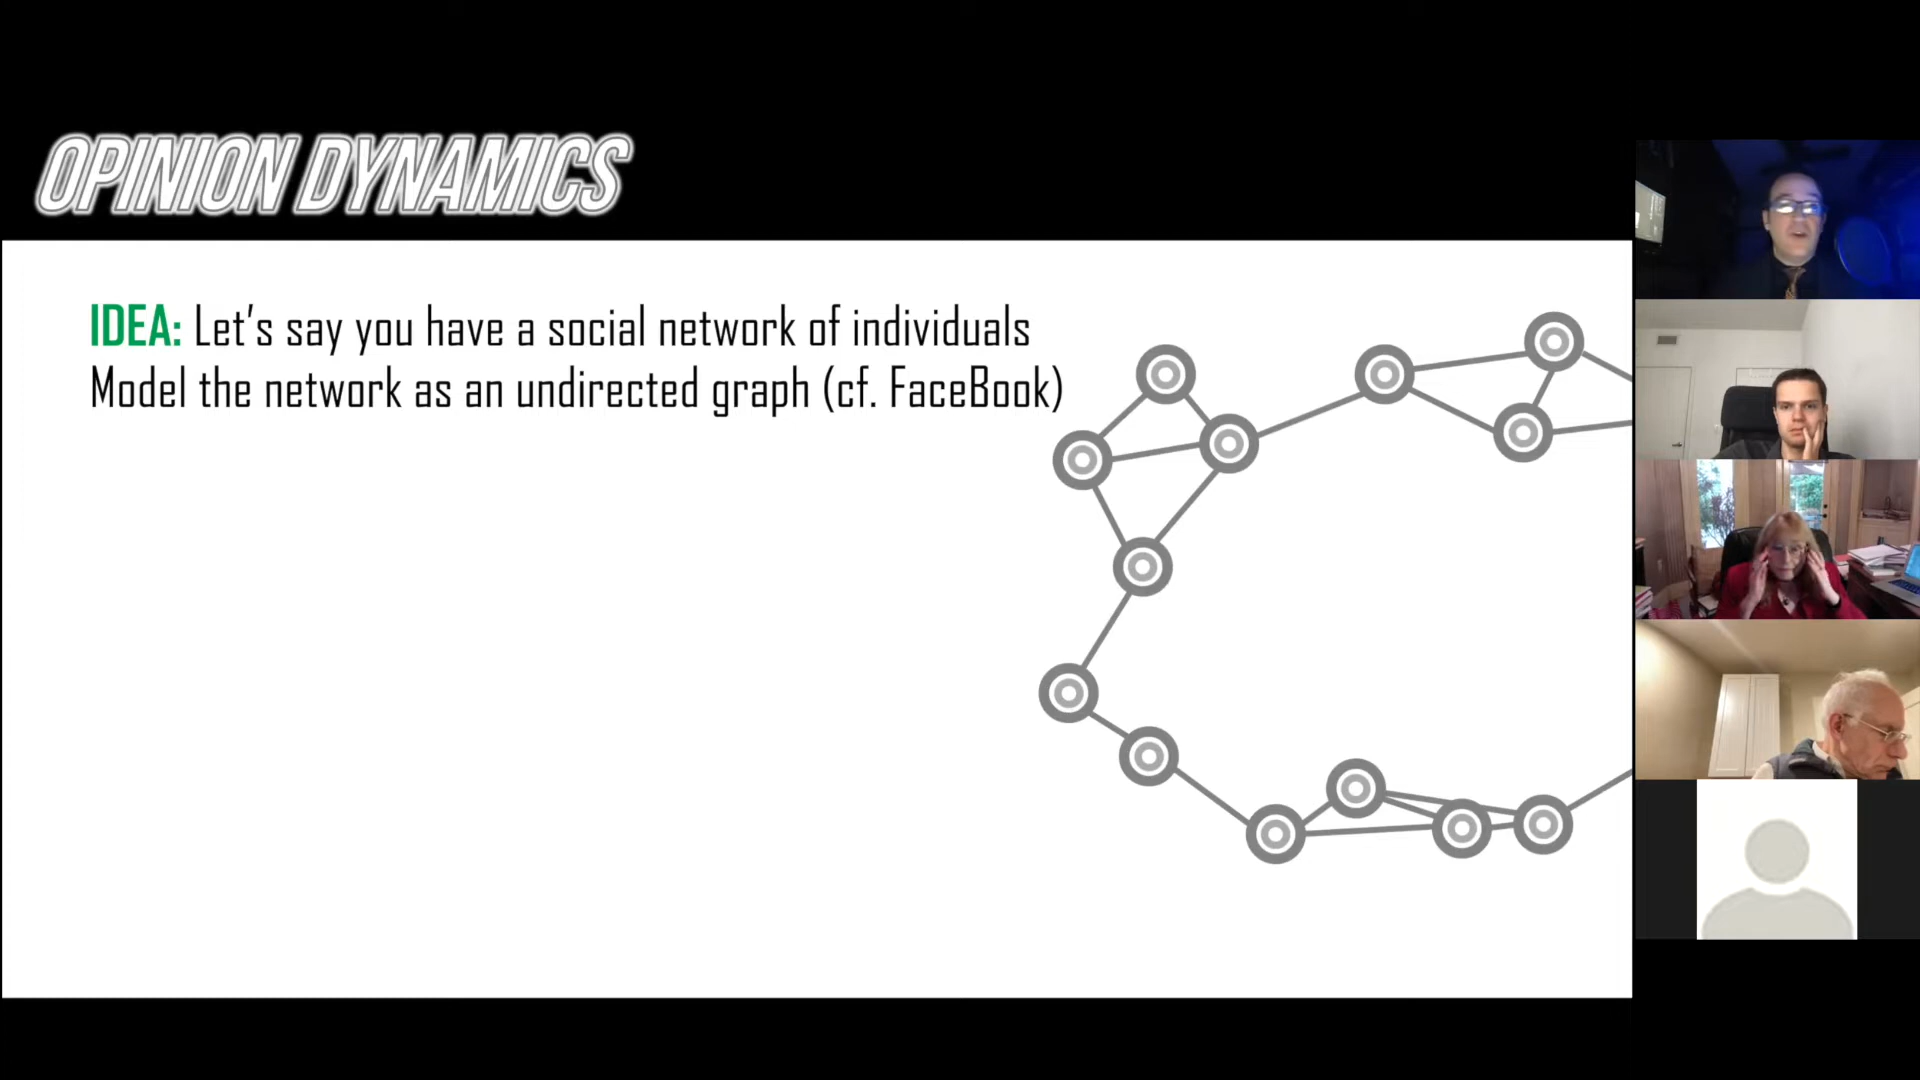 OPINION DYNAMICS
IDEA: Let's say you have a social network of individuals
Model the network as an undirected graph (cf. FaceBook)